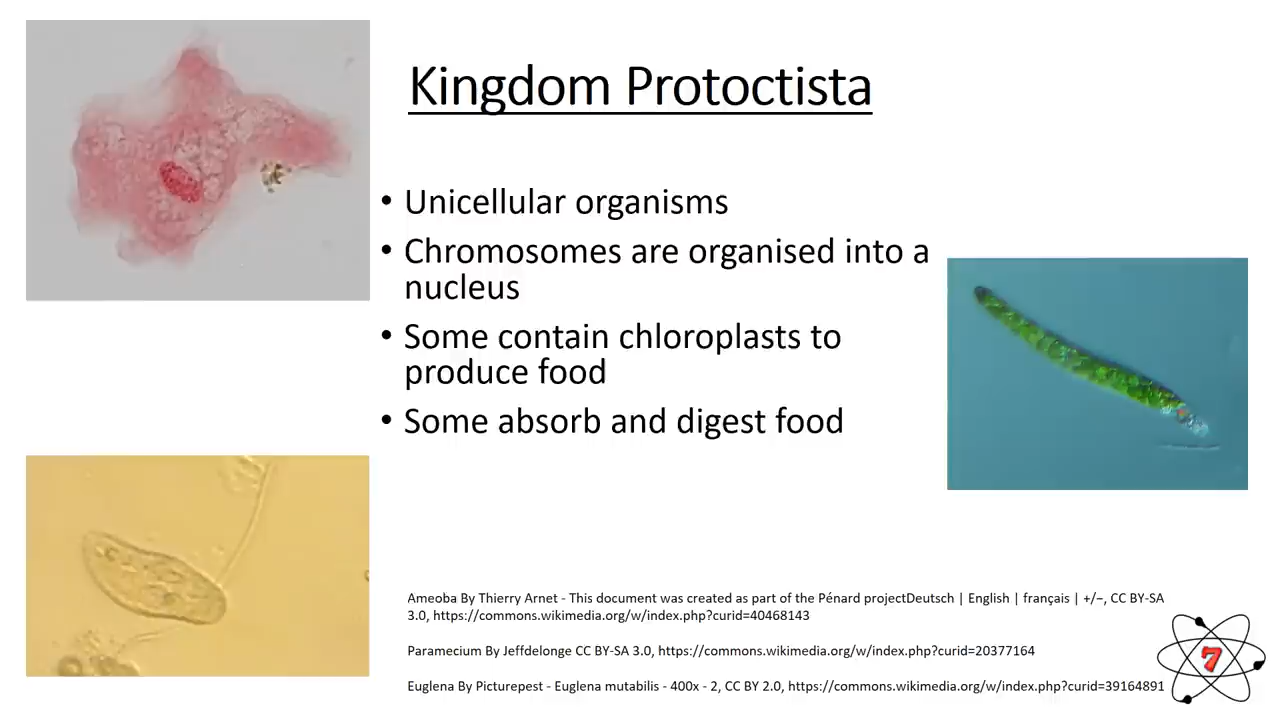 Kingdom Protoctista
• Unicellular organisms
• Chromosomes are organised into a
nucleus
• Some contain chloroplasts to
produce food
• Some absorb and digest food
Ameoba By Thierry Arnet - This document was created as part of the Pénard projectDeutsch | English | français | +/−, CC BY-SA
3.0, https://commons.wikimedia.org/w/index.php?curid=40468143
Paramecium By Jeffdelonge CC BY-SA 3.0, https://commons.wikimedia.org/w/index.php?curid=20377164
Euglena By Picturepest - Euglena mutabilis - 400x - 2, CC BY 2.0, https://commons.wikimedia.org/w/index.php?curid=39164891
7